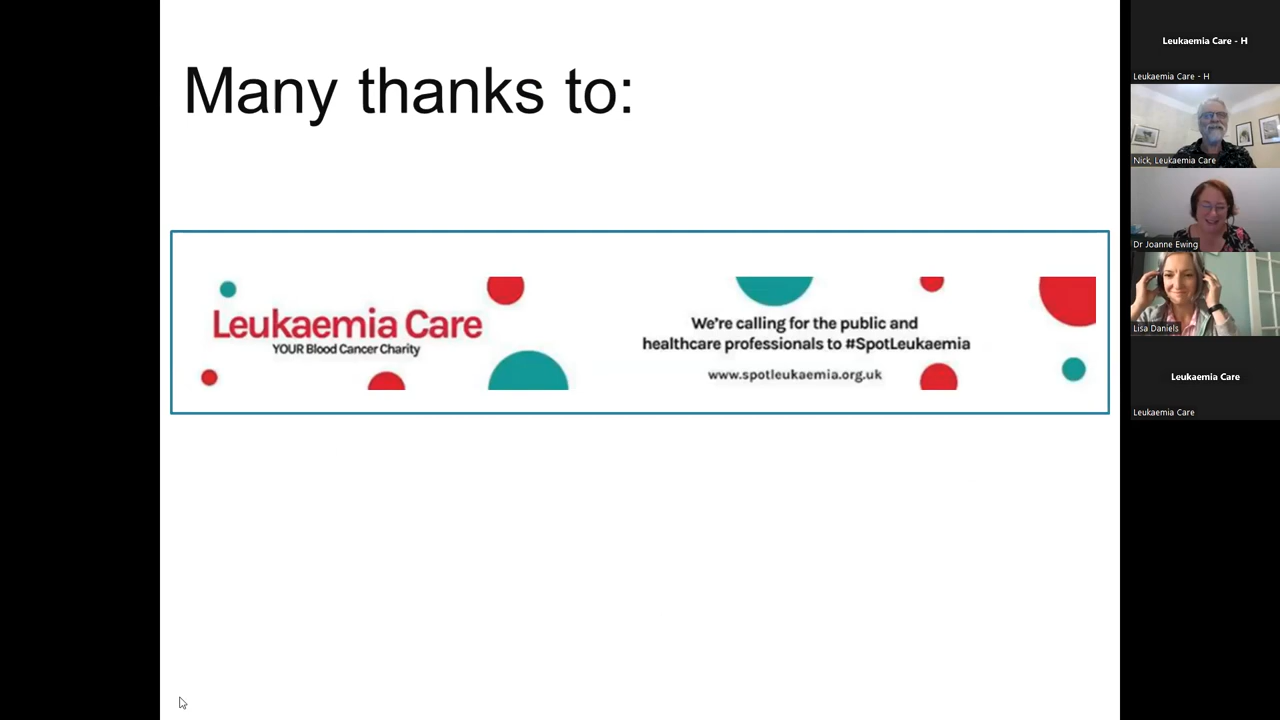 Many thanks to:
Leukaemia Care
YOUR Blood Cancer Charity
We're calling for the public and
healthcare professionals to #SpotLeukaemia
www.spotleukaemia.org.uk
Leukaemia Care - H
Leukaemia Care - H
Nick, Leukaemia Care
Dr Joanne Ewing
Lisa Daniels
Leukaemia Care
Leukaemia Care